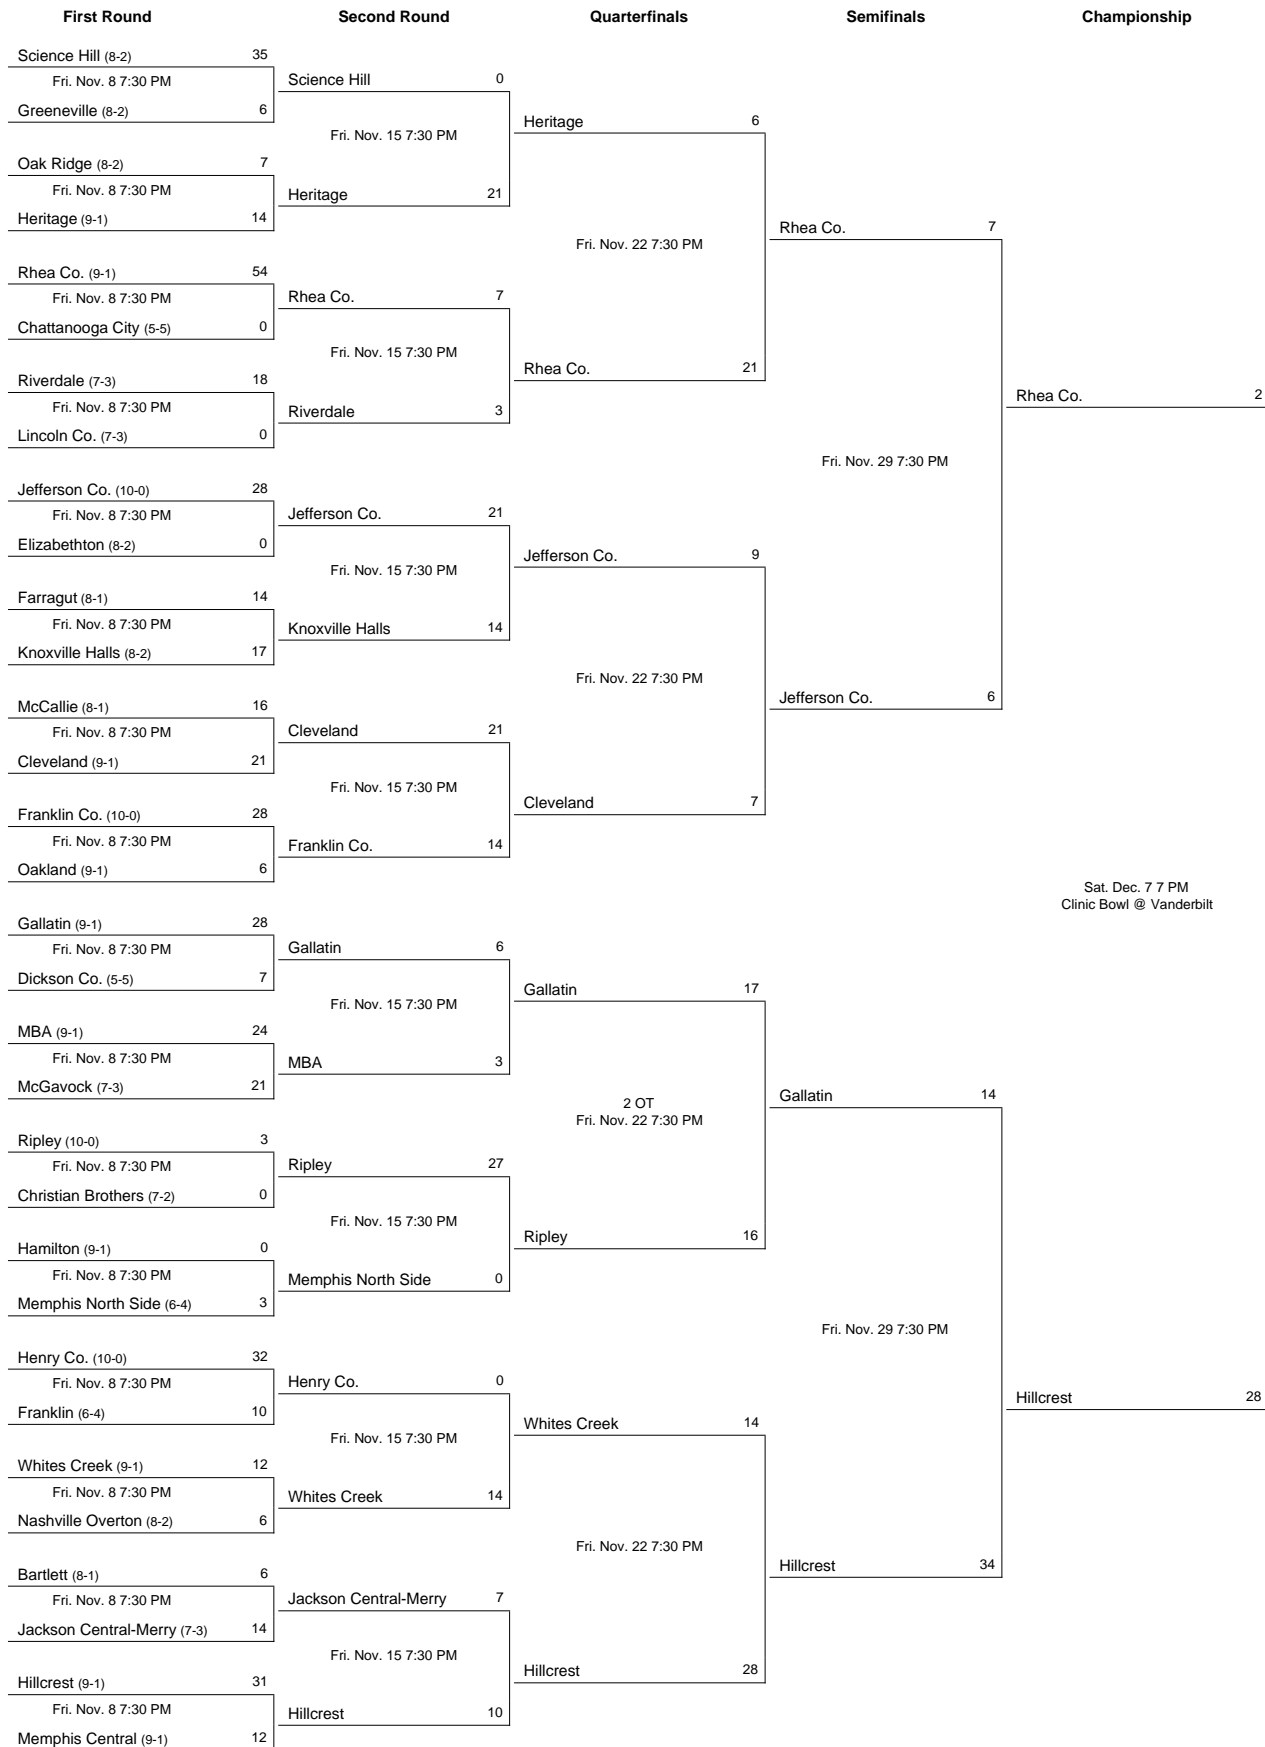 First Round
Second Round
Quarterfinals
Semifinals
Championship
Science Hill (8-2) 35
Fri. Nov. 8 7:30 PM
Greeneville (8-2) 6
Oak Ridge (8-2) 7
Fri. Nov. 8 7:30 PM
Heritage (9-1) 14
Rhea Co. (9-1) 54
Fri. Nov. 8 7:30 PM
Chattanooga City (5-5) 0
Riverdale (7-3) 18
Fri. Nov. 8 7:30 PM
Lincoln Co. (7-3) 0
Jefferson Co. (10-0) 28
Fri. Nov. 8 7:30 PM
Elizabethton (8-2) 0
Farragut (8-1) 14
Fri. Nov. 8 7:30 PM
Knoxville Halls (8-2) 17
McCallie (8-1) 16
Fri. Nov. 8 7:30 PM
Cleveland (9-1) 21
Franklin Co. (10-0) 28
Fri. Nov. 8 7:30 PM
Oakland (9-1) 6
Gallatin (9-1) 28
Fri. Nov. 8 7:30 PM
Dickson Co. (5-5) 7
MBA (9-1) 24
Fri. Nov. 8 7:30 PM
McGavock (7-3) 21
Ripley (10-0) 3
Fri. Nov. 8 7:30 PM
Christian Brothers (7-2) 0
Hamilton (9-1) 0
Fri. Nov. 8 7:30 PM
Memphis North Side (6-4) 3
Henry Co. (10-0) 32
Fri. Nov. 8 7:30 PM
Franklin (6-4) 10
Whites Creek (9-1) 12
Fri. Nov. 8 7:30 PM
Nashville Overton (8-2) 6
Bartlett (8-1) 6
Fri. Nov. 8 7:30 PM
Jackson Central-Merry (7-3) 14
Hillcrest (9-1) 31
Fri. Nov. 8 7:30 PM
Memphis Central (9-1) 12
Science Hill 0
Fri. Nov. 15 7:30 PM
Heritage 21
Rhea Co. 7
Fri. Nov. 15 7:30 PM
Riverdale 3
Jefferson Co. 21
Fri. Nov. 15 7:30 PM
Knoxville Halls 14
Cleveland 21
Fri. Nov. 15 7:30 PM
Franklin Co. 14
Gallatin 6
Fri. Nov. 15 7:30 PM
MBA 3
Ripley 27
Fri. Nov. 15 7:30 PM
Memphis North Side 0
Henry Co. 0
Fri. Nov. 15 7:30 PM
Whites Creek 14
Jackson Central-Merry 7
Fri. Nov. 15 7:30 PM
Hillcrest 10
Heritage 6
Fri. Nov. 22 7:30 PM
Rhea Co. 21
Jefferson Co. 9
Fri. Nov. 22 7:30 PM
Cleveland 7
Gallatin 17
2 OT
Fri. Nov. 22 7:30 PM
Ripley 16
Whites Creek 14
Fri. Nov. 22 7:30 PM
Hillcrest 28
Rhea Co. 7
Fri. Nov. 29 7:30 PM
Jefferson Co. 6
Gallatin 14
Fri. Nov. 29 7:30 PM
Hillcrest 34
Rhea Co. 2
Sat. Dec. 7 7 PM
Clinic Bowl @ Vanderbilt
Hillcrest 28